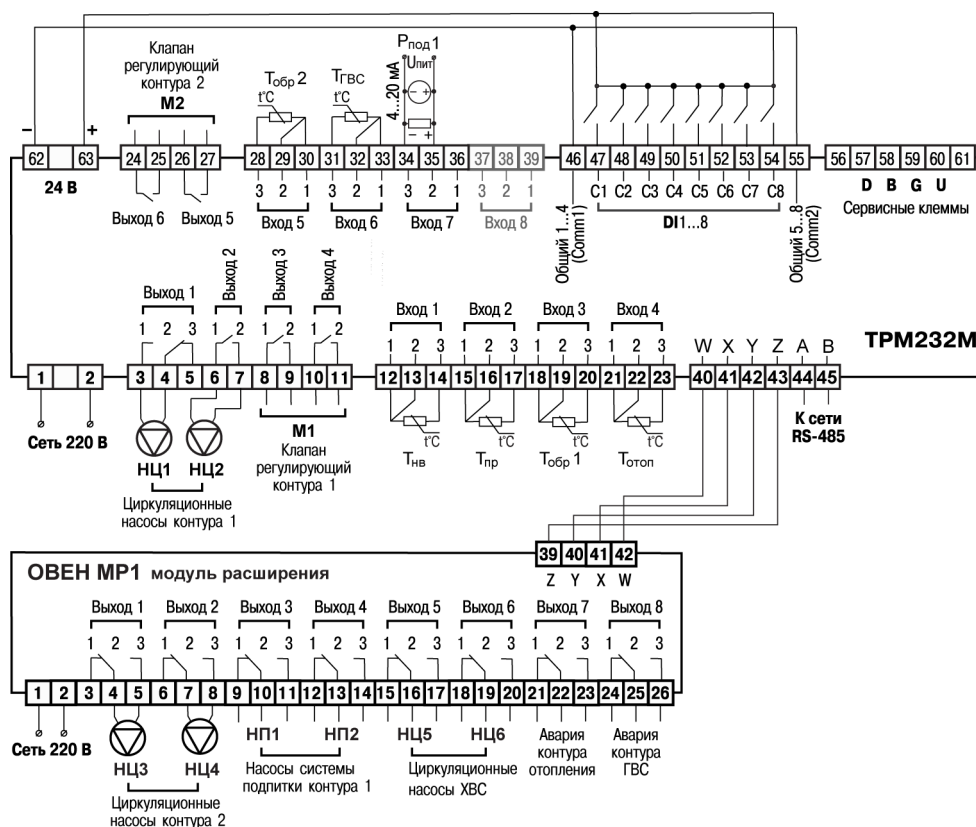 Клапан
регулирующий
контура 2
М2
Tобр 2
t°C
TГВС
t°C
Pпод 1
Uпит
4...20 мА
− +
− +
− +
62 63 24 25 26 27 28 29 30 31 32 33 34 35 36 37 38 39 46 47 48 49 50 51 52 53 54 55 56 57 58 59 60 61
24 В
Выход 6 Выход 5
3 2 1 3 2 1 3 2 1 3 2 1
Вход 5 Вход 6 Вход 7 Вход 8
C1 C2 C3 C4 C5 C6 C7 C8
DI1...8
Общий 1...4
(Comm1)
Общий 5...8
(Comm2)
D B G U
Сервисные клеммы
Выход 1 Выход 2 Выход 3 Выход 4
1 2 3 1 2 1 2 1 2
Вход 1 Вход 2 Вход 3 Вход 4
1 2 3 1 2 3 1 2 3 1 2 3
W X Y Z A B
ТРМ232М
1 2 3 4 5 6 7 8 9 10 11 12 13 14 15 16 17 18 19 20 21 22 23 40 41 42 43 44 45
Сеть 220 В
НЦ1 НЦ2
Циркуляционные
насосы контура 1
М1
Клапан
регулирующий
контура 1
t°C t°C t°C t°C
Tнв Tпр Tобр 1 Tотоп
К сети
RS-485
39 40 41 42
Z Y X W
ОВЕН МР1 модуль расширения
Выход 1 Выход 2 Выход 3 Выход 4 Выход 5 Выход 6 Выход 7 Выход 8
1 2 3 1 2 3 1 2 3 1 2 3 1 2 3 1 2 3 1 2 3 1 2 3
1 2 3 4 5 6 7 8 9 10 11 12 13 14 15 16 17 18 19 20 21 22 23 24 25 26
Сеть 220 В
НЦ3 НЦ4
Циркуляционные
насосы контура 2
НП1 НП2
Насосы системы
подпитки контура 1
НЦ5 НЦ6
Циркуляционные
насосы ХВС
Авария
контура
отопления
Авария
контура
ГВС